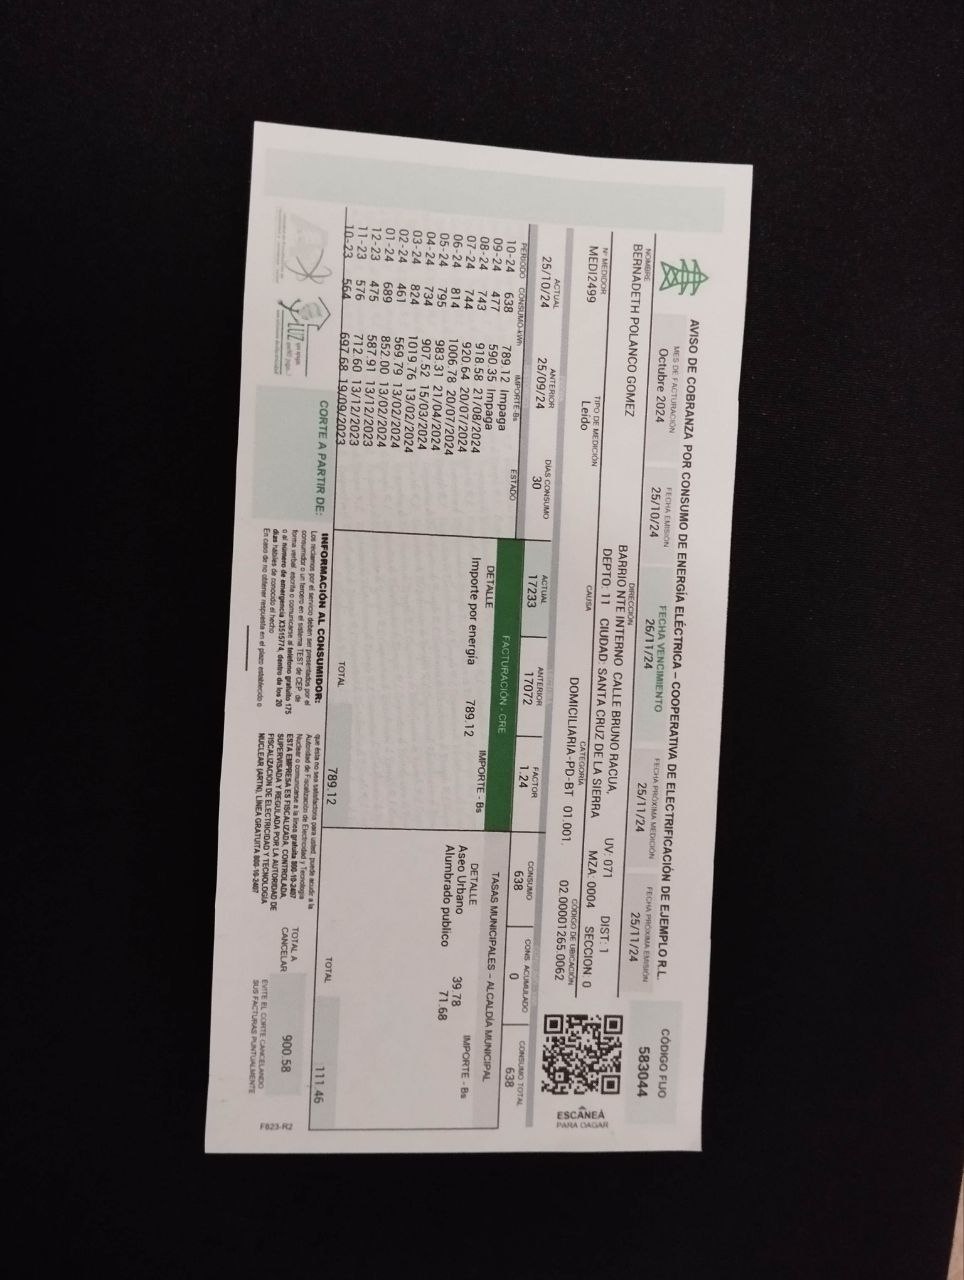 AVISO DE COBRANZA POR CONSUMO DE ENERGÍA ELÉCTRICA – COOPERATIVA DE ELECTRIFICACIÓN DE EJEMPLO R.L.
CÓDIGO FIJO
583044
MES DE FACTURACIÓN
Octubre 2024
FECHA EMISIÓN
25/10/24
FECHA VENCIMIENTO
26/11/24
FECHA PRÓXIMA MEDICIÓN
25/11/24
FECHA PRÓXIMA EMISIÓN
25/11/24
NOMBRE
BERNADETH POLANCO GOMEZ
DIRECCIÓN
BARRIO NTE INTERNO CALLE BRUNO RACUA, UV: 071 DIST: 1
DEPTO. 11 CIUDAD: SANTA CRUZ DE LA SIERRA MZA: 0004 SECCION: 0
N° MEDIDOR
MEDI2499
TIPO DE MEDICIÓN
Leído
CAUSA
CATEGORÍA
DOMICILIARIA-PD-BT 01.001.
CÓDIGO DE UBICACIÓN
02.00001265.0062
ESCÁNEA
PARA DAGAR
ACTUAL
25/10/24
ANTERIOR
25/09/24
DÍAS CONSUMO
30
ACTUAL
17233
ANTERIOR
17072
FACTOR
1.24
CONSUMO
638
CONS. ACUMULADO
0
CONSUMO TOTAL
638
PERIODO CONSUMO-kWh IMPORTE-Bs ESTADO
10-24 638 789.12 Impaga
09-24 477 590.35 Impaga
08-24 743 918.58 21/08/2024
07-24 744 920.64 20/07/2024
06-24 814 1006.78 20/07/2024
05-24 795 983.31 21/04/2024
04-24 734 907.52 15/03/2024
03-24 824 1019.76 13/02/2024
02-24 461 569.79 13/02/2024
01-24 689 852.00 13/02/2024
12-23 475 587.91 13/12/2023
11-23 576 712.60 13/12/2023
10-23 564 697.68 19/09/2023
FACTURACIÓN - CRE
DETALLE IMPORTE - Bs
Importe por energía 789.12
TOTAL 789.12
TASAS MUNICIPALES – ALCALDÍA MUNICIPAL
DETALLE IMPORTE - Bs
Aseo Urbano 39.78
Alumbrado publico 71.68
TOTAL 111.46
LUZ
CORTE A PARTIR DE:
INFORMACIÓN AL CONSUMIDOR:
Los reclamos por el servicio deben ser presentados por el
consumidor o un tercero en el sistema TEST de CEP, de
forma verbal, escrita o comunicarse al teléfono gratuito 175
o al número de emergencia X3515774, dentro de los 20
días hábiles de conocido el hecho
En caso de no obtener respuesta en el plazo establecido o
que ésta no sea satisfactoria para usted, puede acudir a la
Autoridad de Fiscalización de Electricidad y Tecnología
Nuclear o comunicarse a la línea gratuita 800-10-2407
ESTA EMPRESA ES FISCALIZADA, CONTROLADA,
SUPERVISADA Y REGULADA POR LA AUTORIDAD DE
FISCALIZACION DE ELECTRICIDAD Y TECNOLOGÍA
NUCLEAR (AETN), LÍNEA GRATUITA 800-10-2407
TOTAL A
CANCELAR
900.58
EVITE EL CORTE CANCELANDO
SUS FACTURAS PUNTUALMENTE
F823-R2